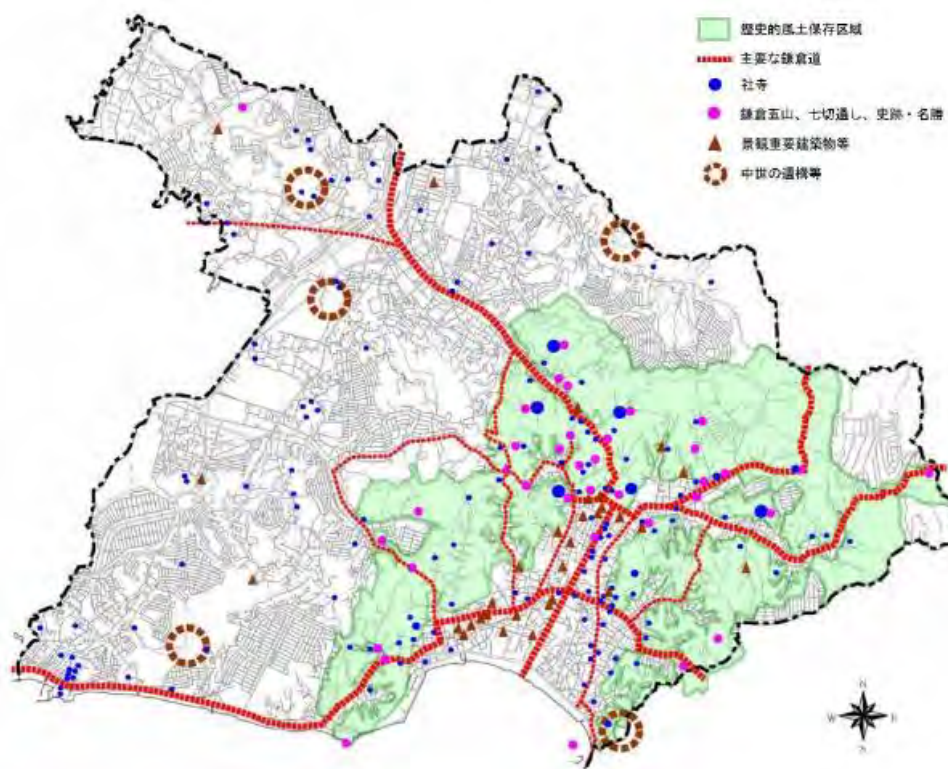 歴史的風土保存区域
主要な鎌倉道
社寺
鎌倉五山、七切通し、史跡・名勝
景観重要建築物等
中世の遺構等
N
W
E
S